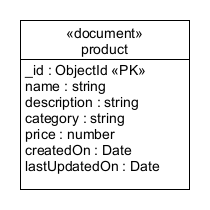 «document»
product
_id : ObjectId «PK»
name : string
description : string
category : string
price : number
createdOn : Date
lastUpdatedOn : Date